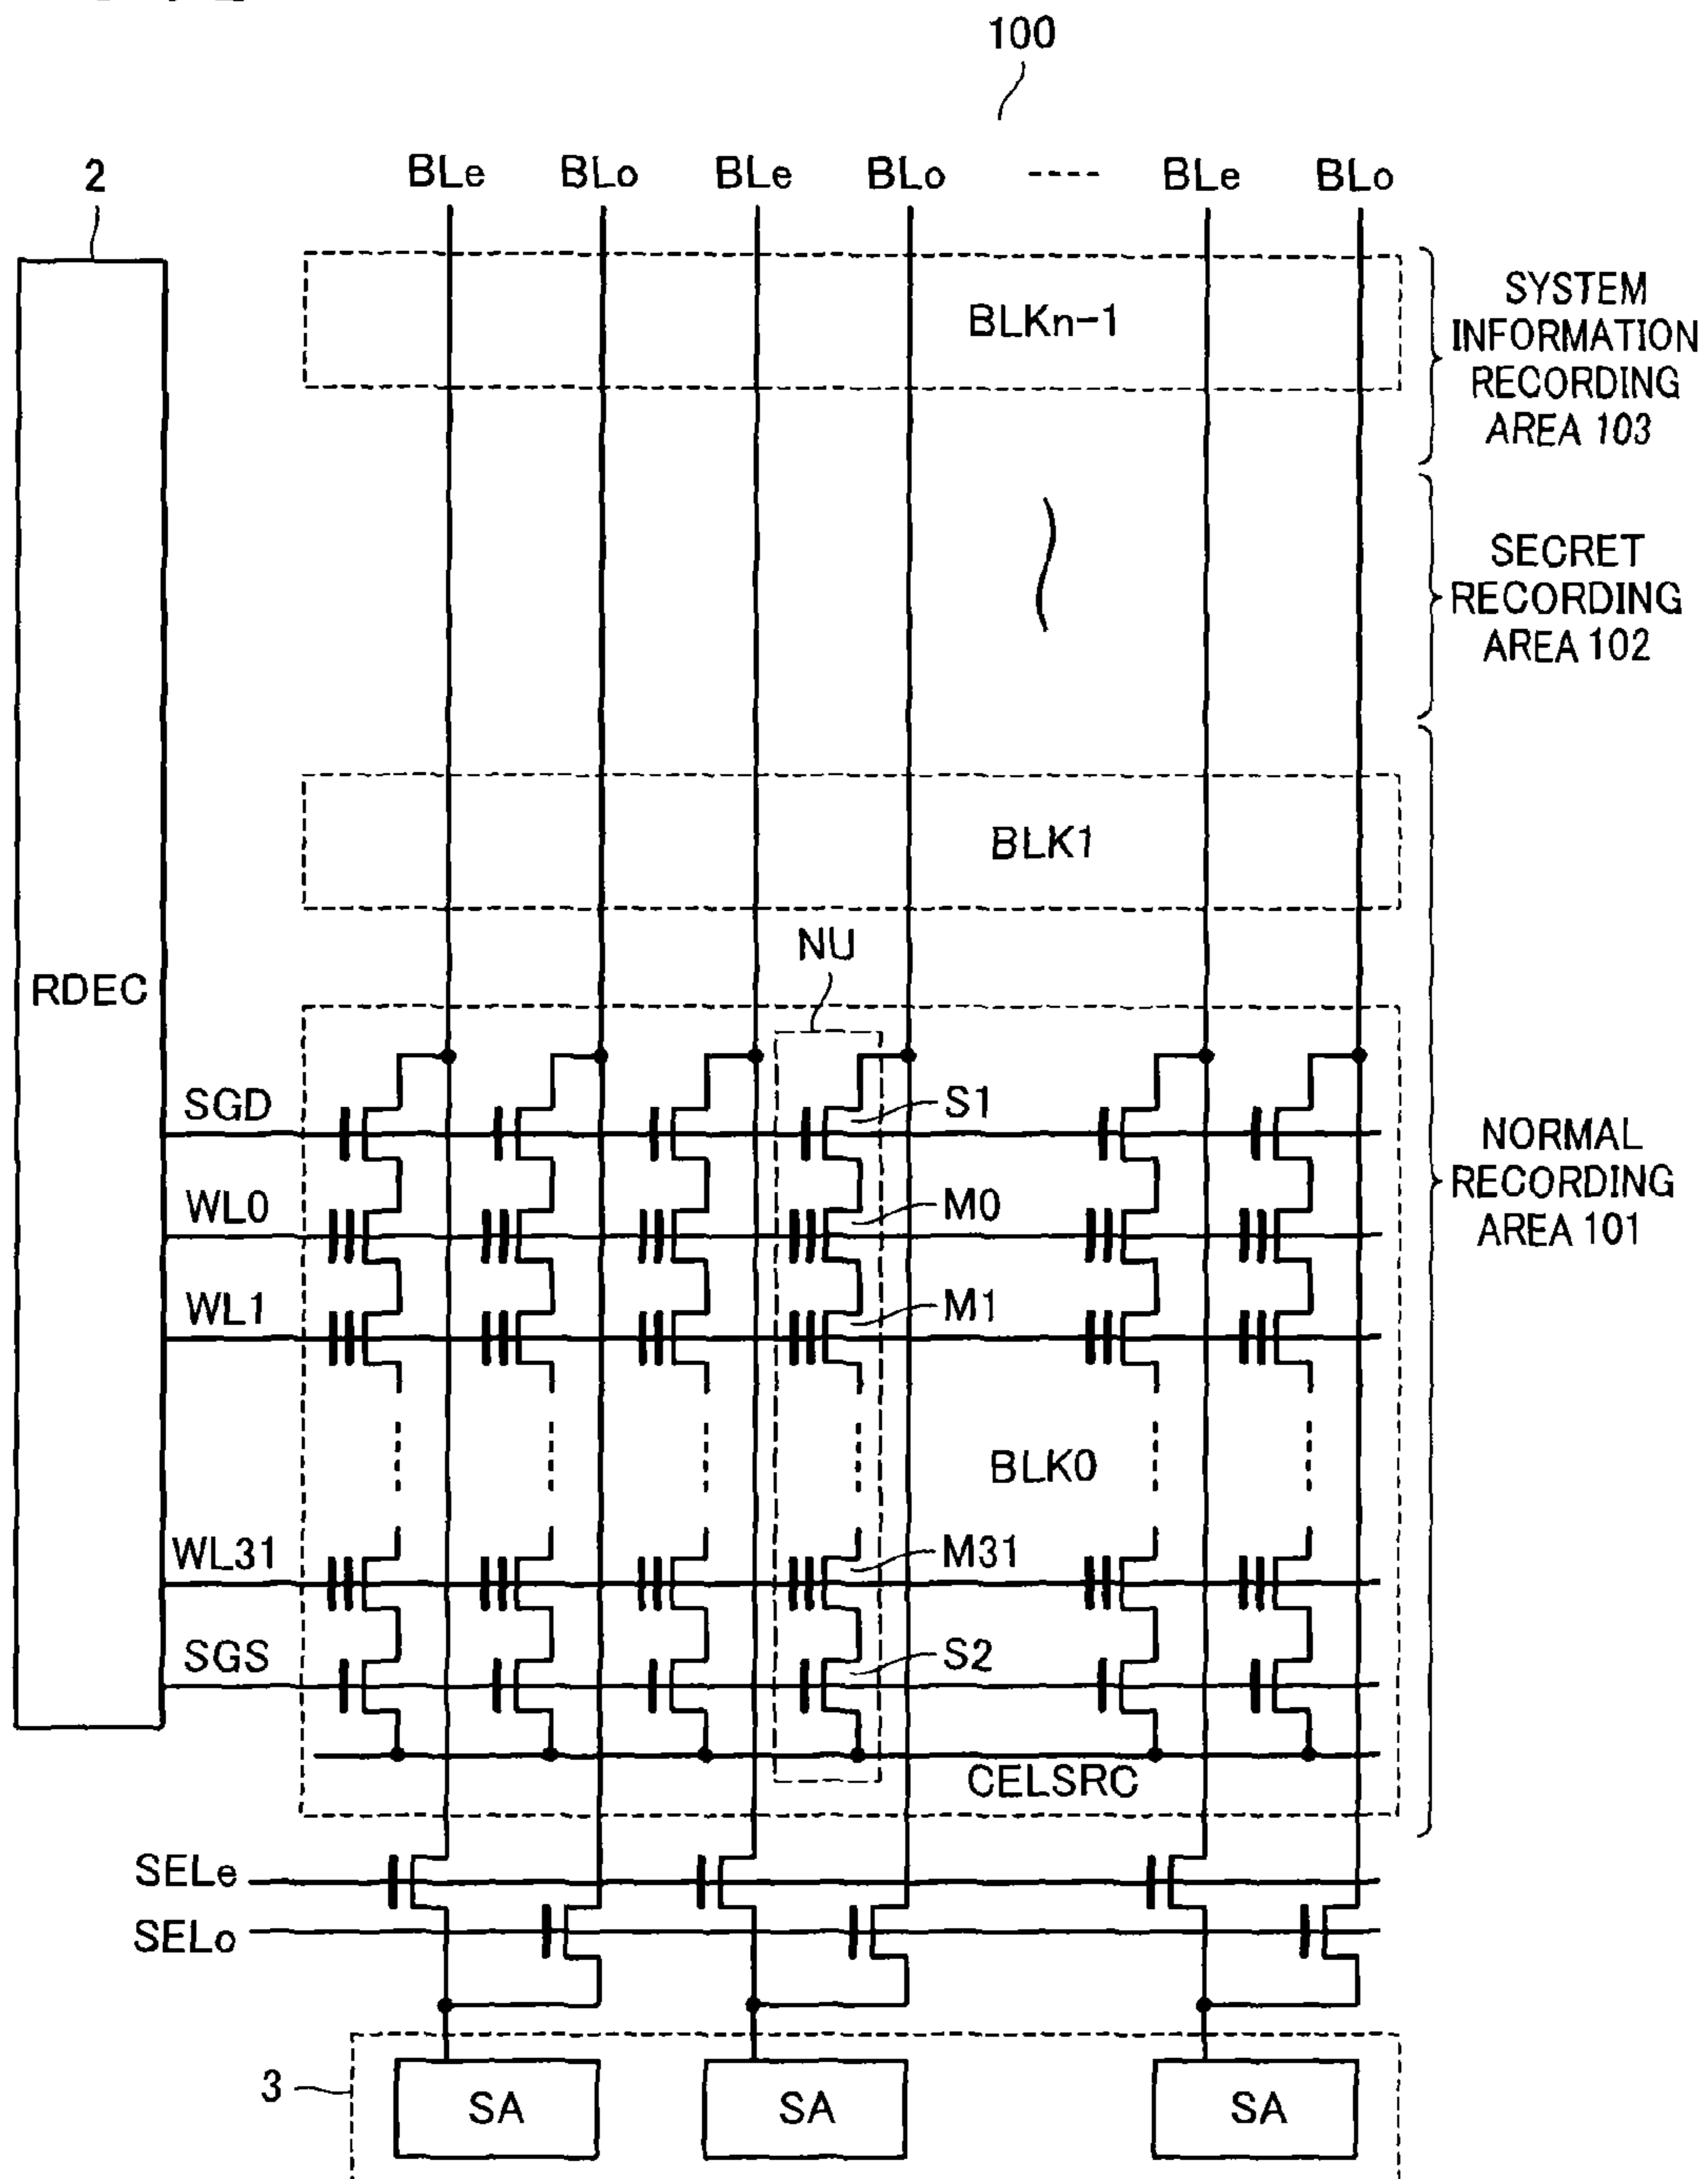 100
2
BLe BLo BLe BLo ---- BLe BLo
BLKn-1
SYSTEM
INFORMATION
RECORDING
AREA 103
SECRET
RECORDING
AREA 102
BLK1
NU
RDEC
SGD
S1
WL0
M0
NORMAL
RECORDING
AREA 101
WL1
M1
BLK0
WL31
M31
SGS
S2
CELSRC
SELe
SELo
3
SA SA SA